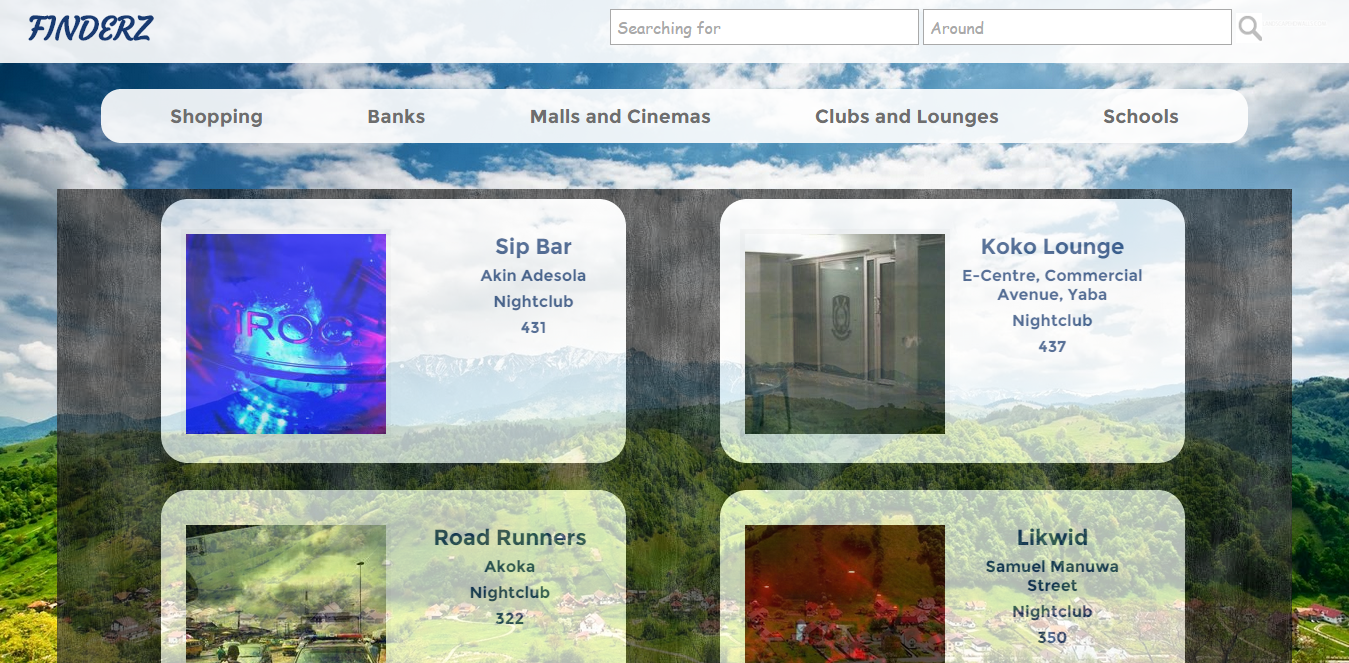 FINDERZ
Searching for
Around
Shopping
Banks
Malls and Cinemas
Clubs and Lounges
Schools
CÎROC
Sip Bar
Akin Adesola
Nightclub
431
Koko Lounge
E-Centre, Commercial
Avenue, Yaba
Nightclub
437
Road Runners
Akoka
Nightclub
322
Likwid
Samuel Manuwa
Street
Nightclub
350